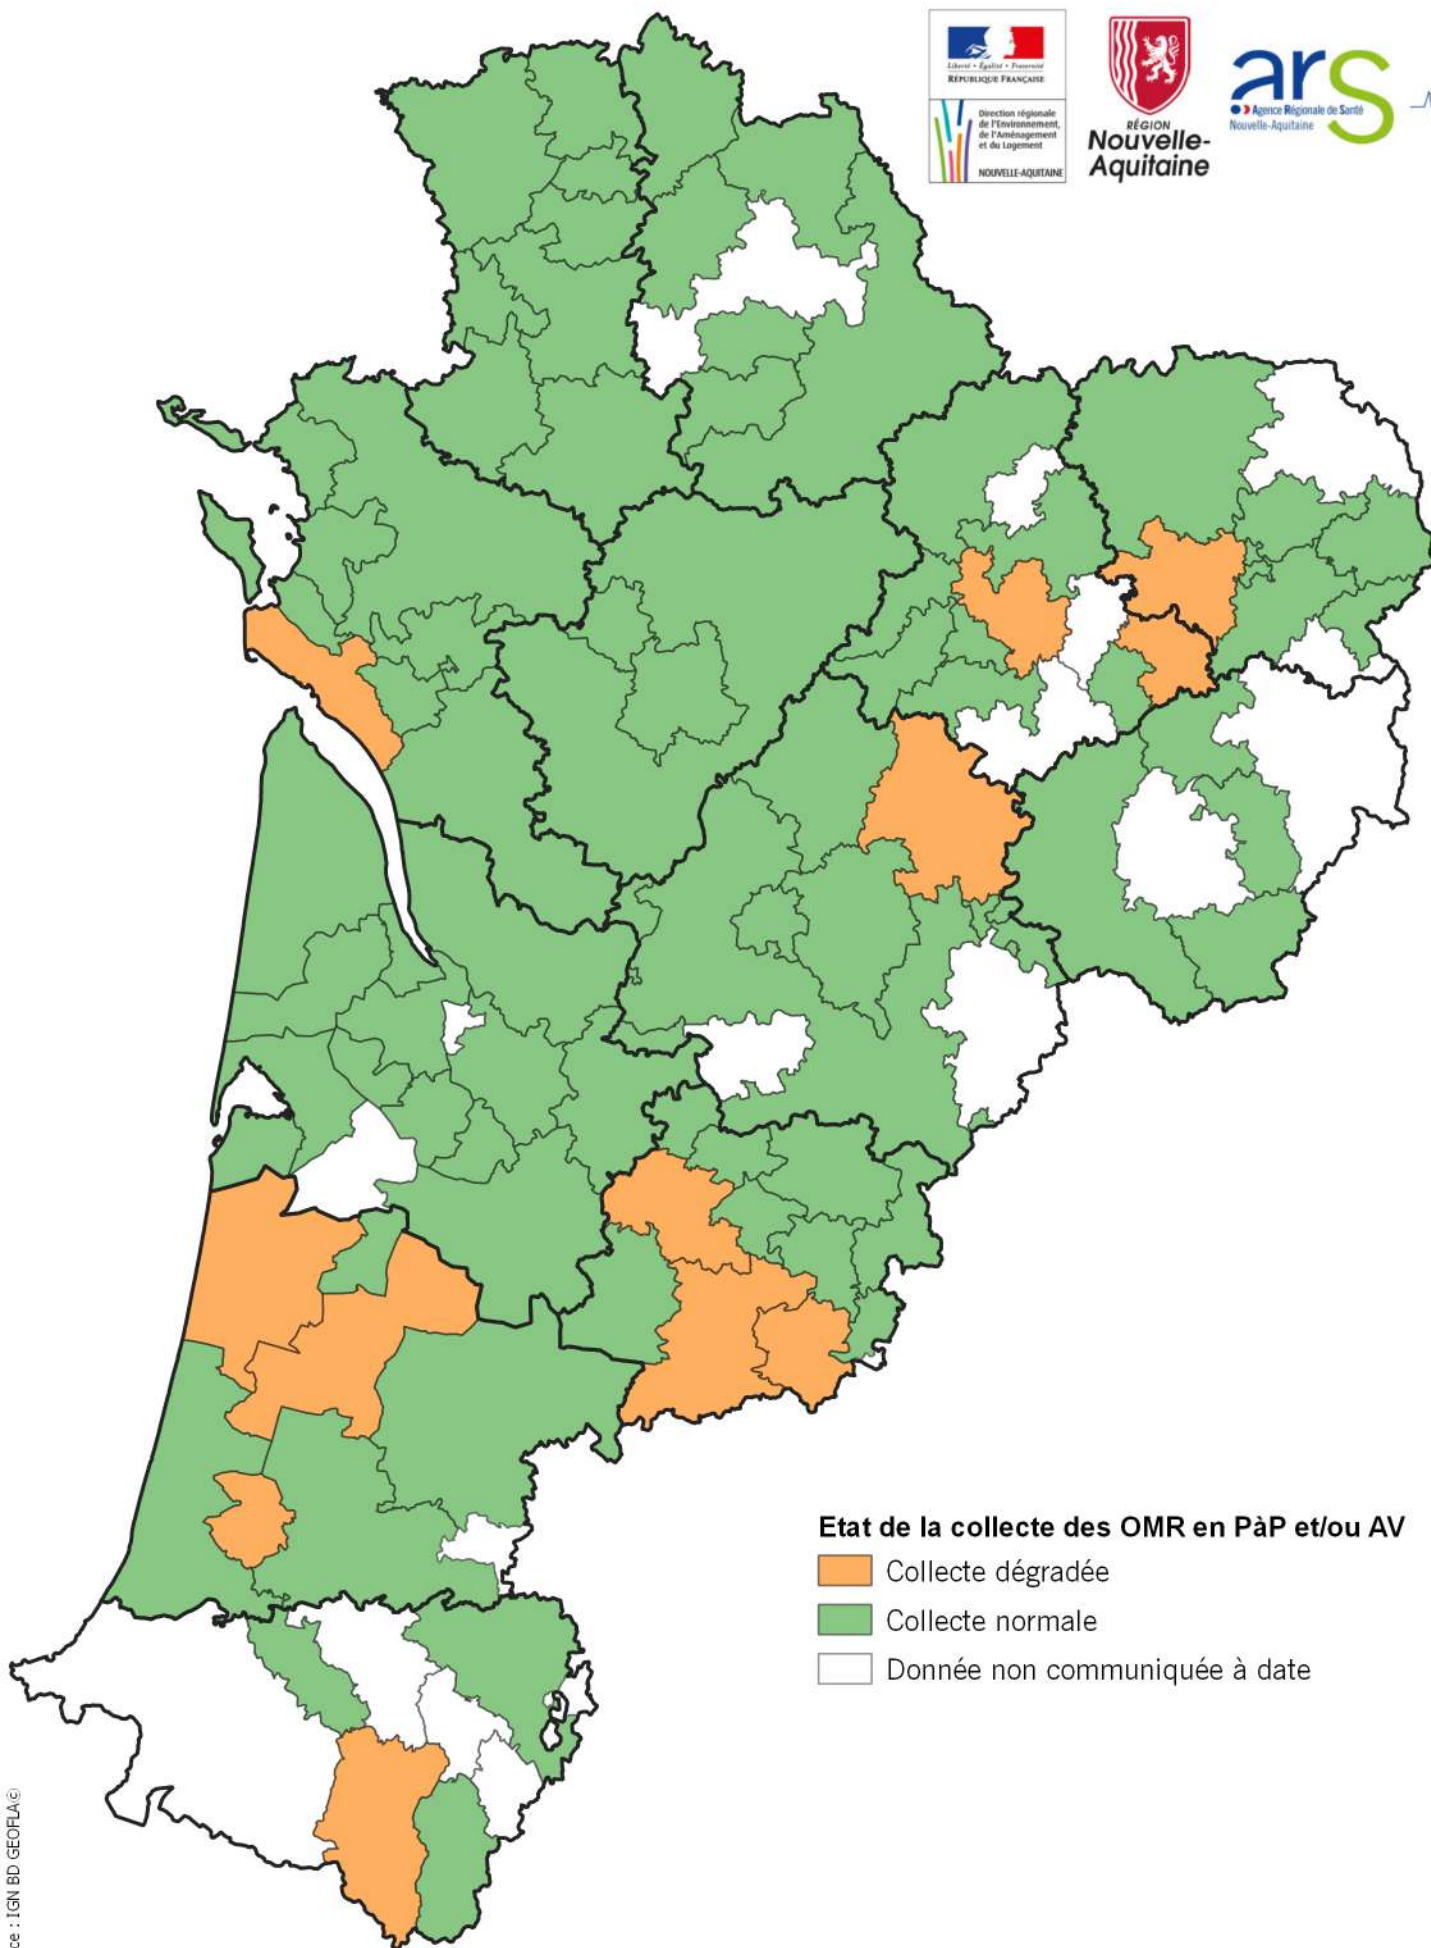 Liberté • Égalité • Fraternité
RÉPUBLIQUE FRANÇAISE
Direction régionale
de l'Environnement,
de l'Aménagement
et du Logement
NOUVELLE-AQUITAINE
RÉGION
Nouvelle-
Aquitaine
ars
Agence Régionale de Santé
Nouvelle-Aquitaine
Etat de la collecte des OMR en PàP et/ou AV
Collecte dégradée
Collecte normale
Donnée non communiquée à date
ce : IGN BD GEOFLA©